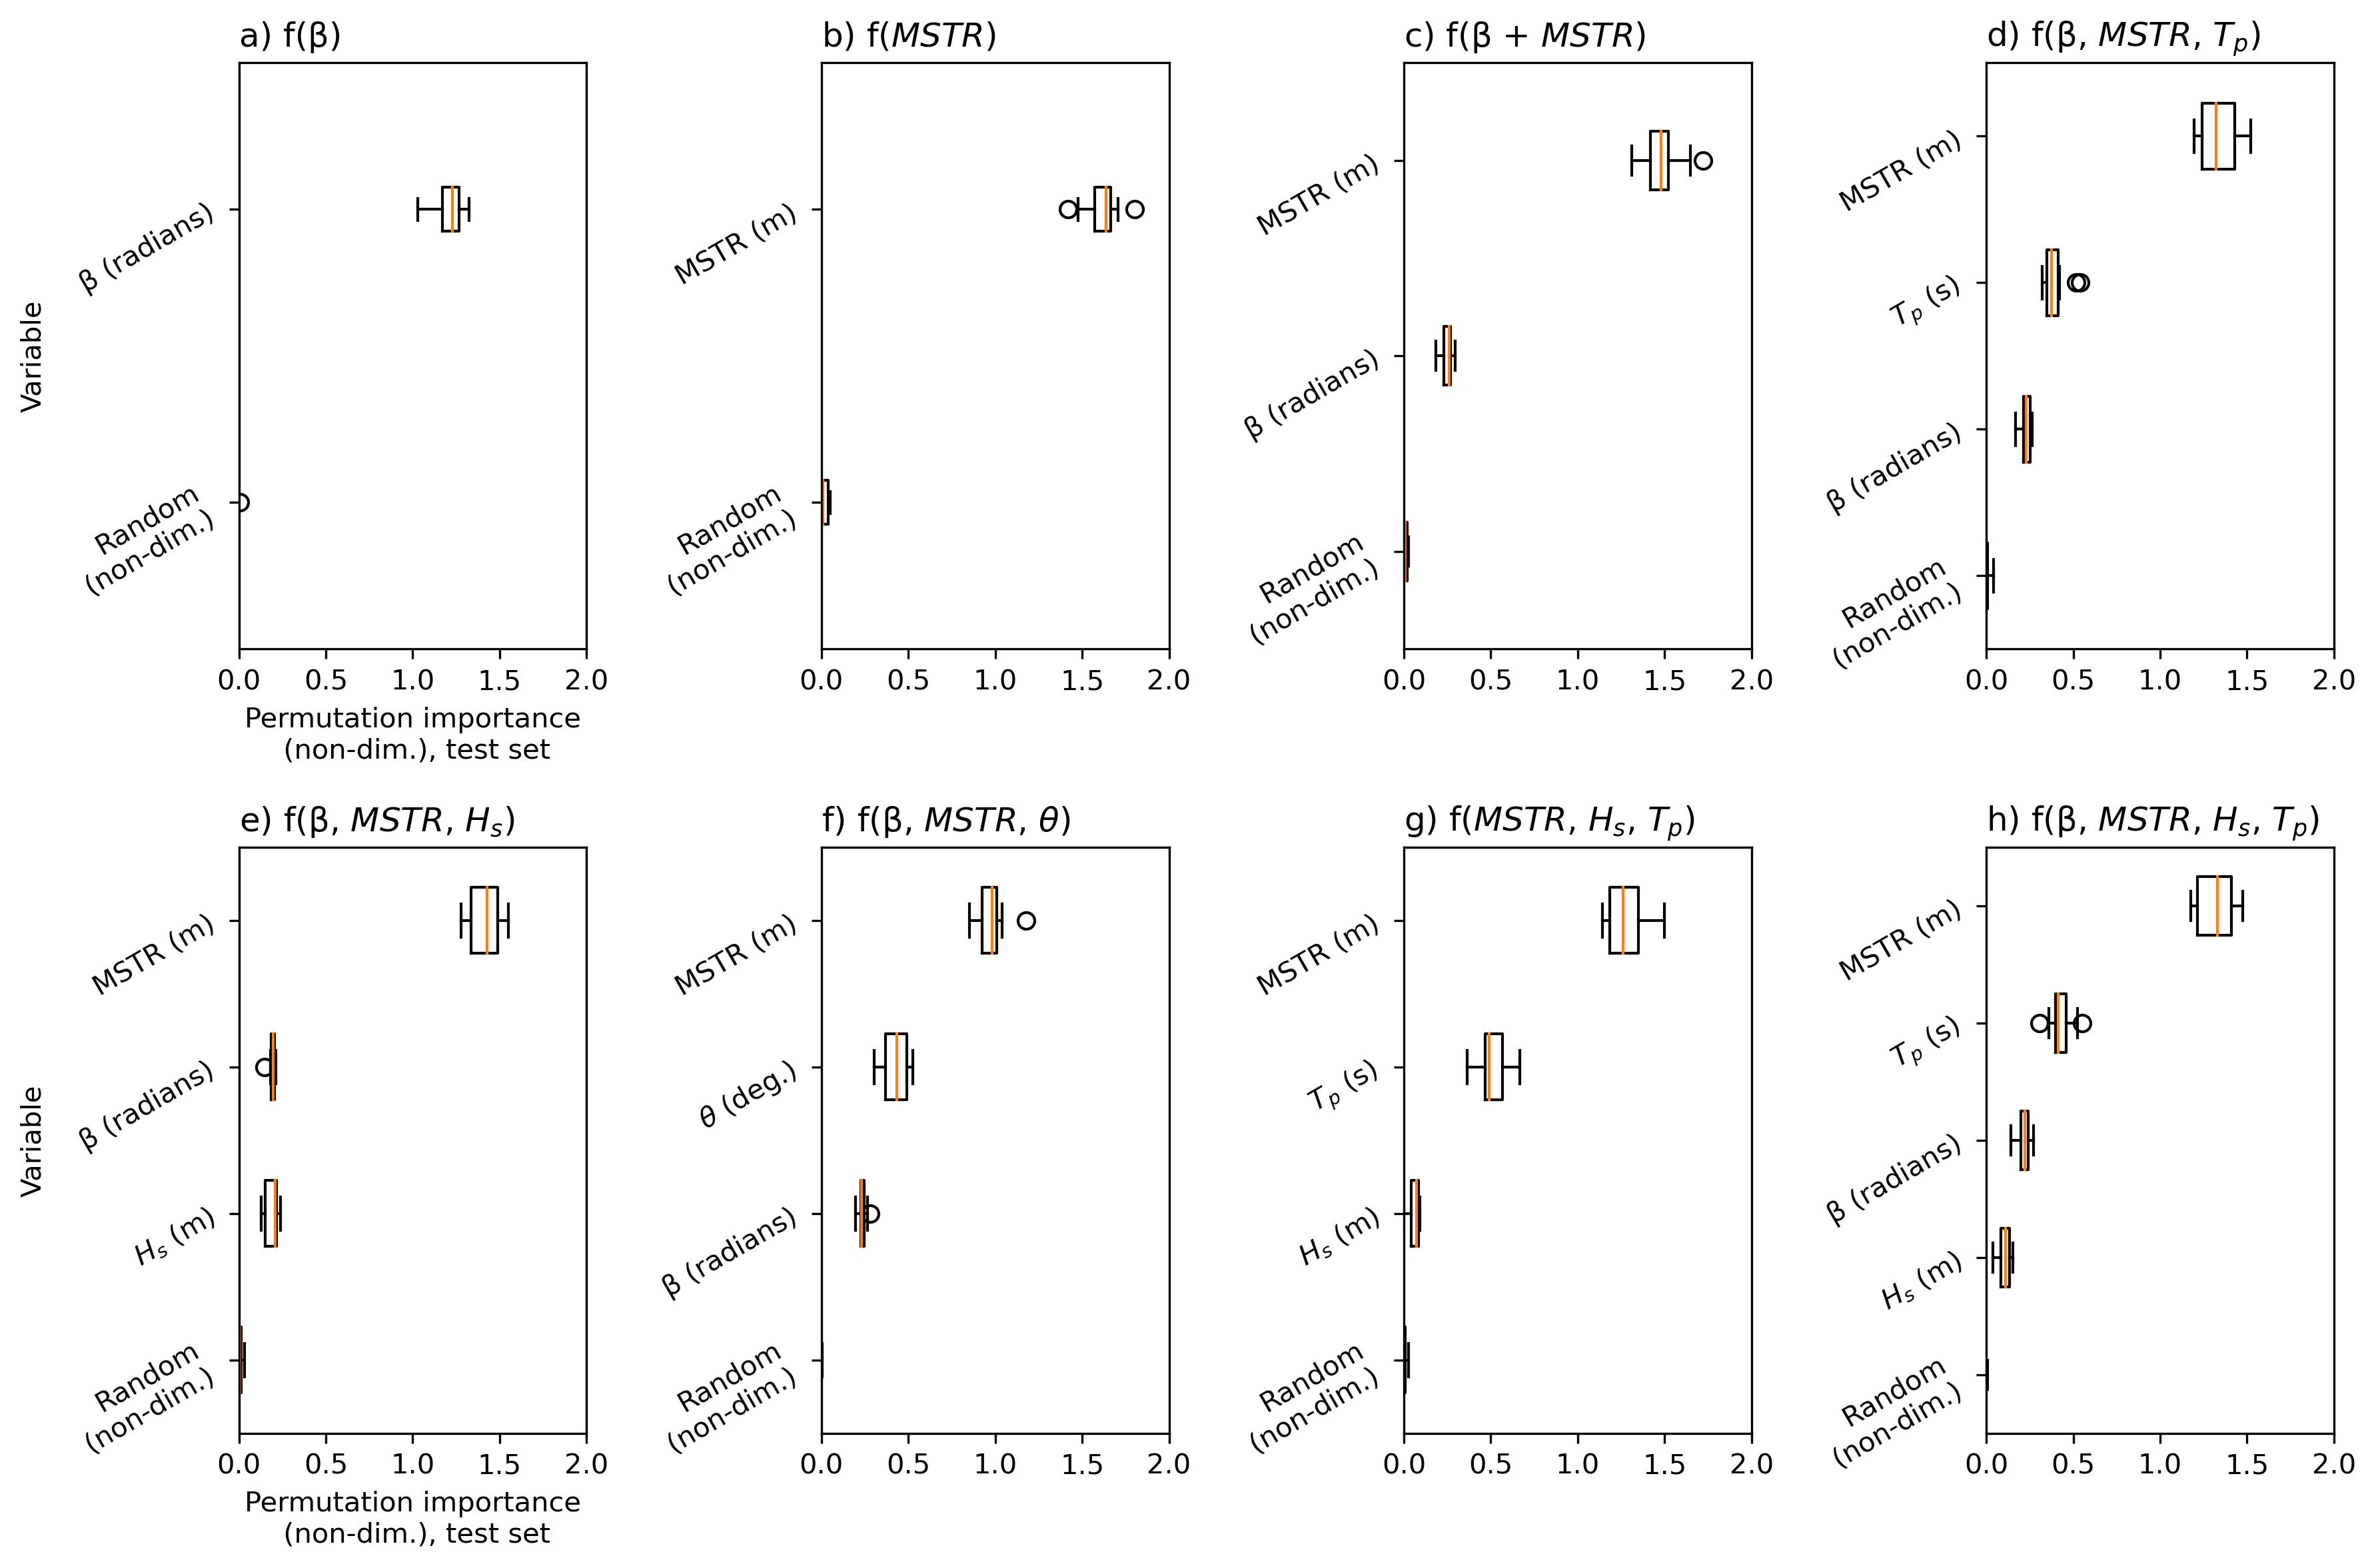 a) f(β)
Variable
β (radians)
Random
(non-dim.)
0.0 0.5 1.0 1.5 2.0
Permutation importance
(non-dim.), test set
b) f(MSTR)
MSTR (m)
Random
(non-dim.)
0.0 0.5 1.0 1.5 2.0
c) f(β + MSTR)
MSTR (m)
β (radians)
Random
(non-dim.)
0.0 0.5 1.0 1.5 2.0
d) f(β, MSTR, Tp)
MSTR (m)
Tp (s)
β (radians)
Random
(non-dim.)
0.0 0.5 1.0 1.5 2.0
e) f(β, MSTR, Hs)
Variable
MSTR (m)
β (radians)
Hs (m)
Random
(non-dim.)
0.0 0.5 1.0 1.5 2.0
Permutation importance
(non-dim.), test set
f) f(β, MSTR, θ)
MSTR (m)
θ (deg.)
β (radians)
Random
(non-dim.)
0.0 0.5 1.0 1.5 2.0
g) f(MSTR, Hs, Tp)
MSTR (m)
Tp (s)
Hs (m)
Random
(non-dim.)
0.0 0.5 1.0 1.5 2.0
h) f(β, MSTR, Hs, Tp)
MSTR (m)
Tp (s)
β (radians)
Hs (m)
Random
(non-dim.)
0.0 0.5 1.0 1.5 2.0